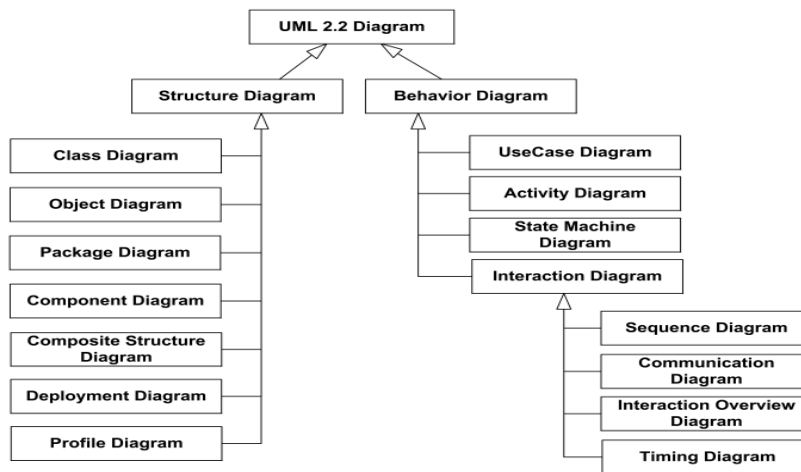 UML 2.2 Diagram
Structure Diagram
Behavior Diagram
Class Diagram
Object Diagram
Package Diagram
Component Diagram
Composite Structure
Diagram
Deployment Diagram
Profile Diagram
UseCase Diagram
Activity Diagram
State Machine
Diagram
Interaction Diagram
Sequence Diagram
Communication
Diagram
Interaction Overview
Diagram
Timing Diagram